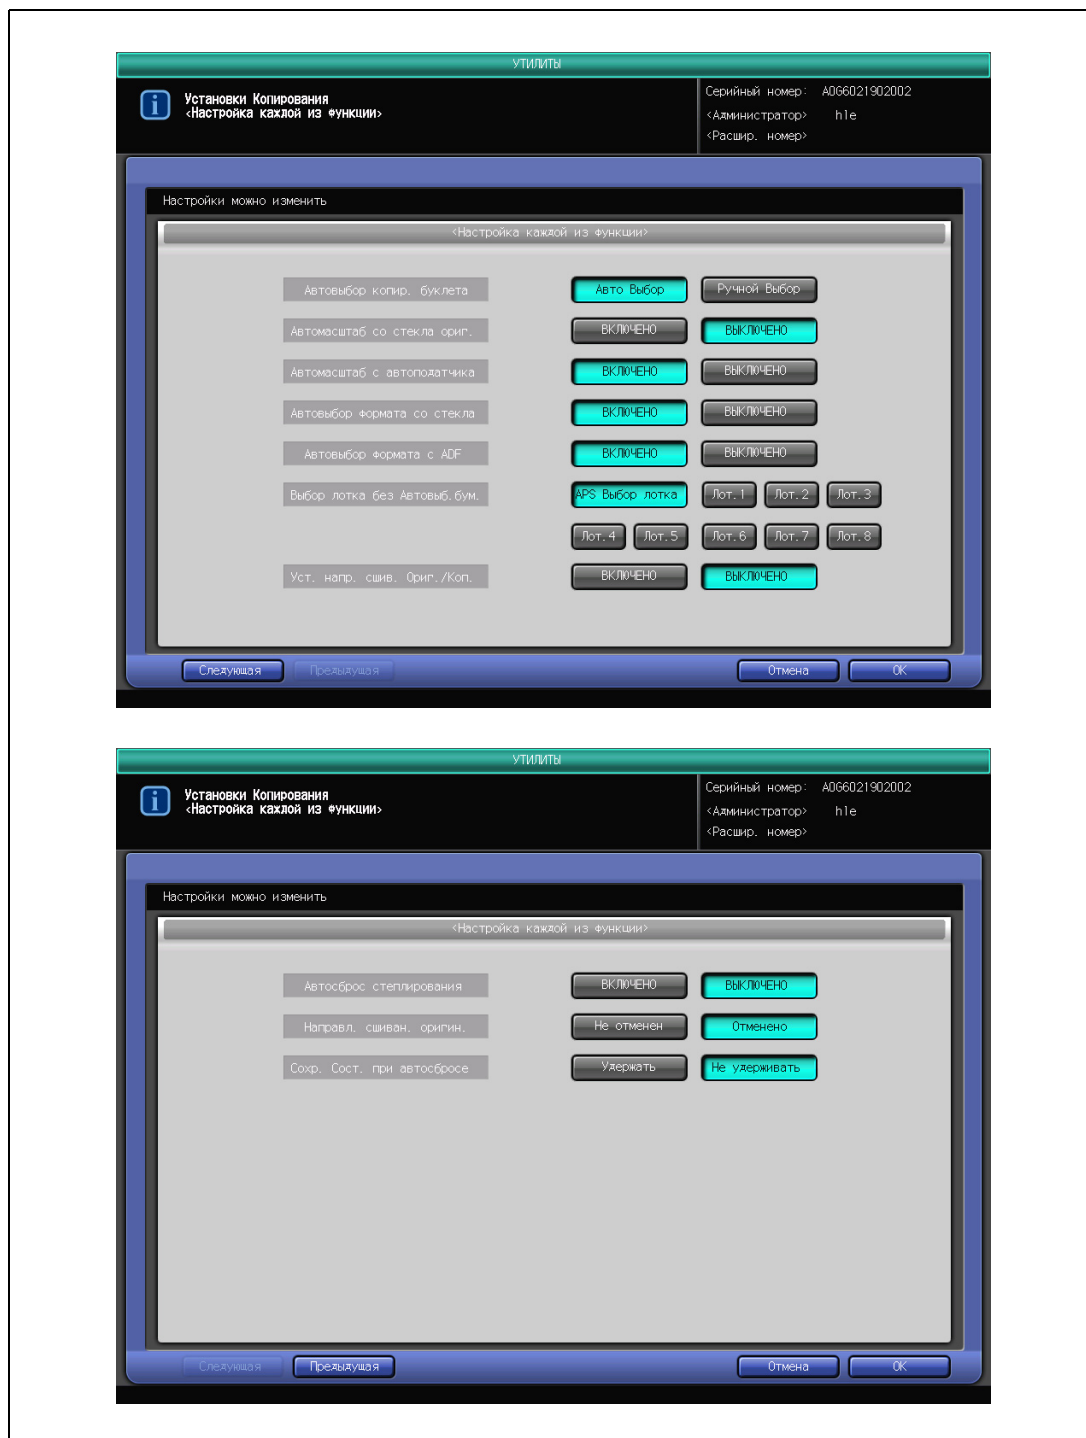 УТИЛИТЫ
Установки Копирования
<Настройка каждой из функции>
Серийный номер: A0G6021902002
<Администратор> hle
<Расшир. номер>
Настройки можно изменить
<Настройка каждой из функции>
Автовыбор копир. буклета Авто Выбор Ручной Выбор
Автомасштаб со стекла ориг. ВКЛЮЧЕНО ВЫКЛЮЧЕНО
Автомасштаб с автоподатчика ВКЛЮЧЕНО ВЫКЛЮЧЕНО
Автовыбор формата со стекла ВКЛЮЧЕНО ВЫКЛЮЧЕНО
Автовыбор формата с ADF ВКЛЮЧЕНО ВЫКЛЮЧЕНО
Выбор лотка без Автовыб.бум. APS Выбор лотка Лот.1 Лот.2 Лот.3
Лот.4 Лот.5 Лот.6 Лот.7 Лот.8
Уст. напр. сшив. Ориг./Коп. ВКЛЮЧЕНО ВЫКЛЮЧЕНО
Следующая Предыдущая Отмена OK
УТИЛИТЫ
Установки Копирования
<Настройка каждой из функции>
Серийный номер: A0G6021902002
<Администратор> hle
<Расшир. номер>
Настройки можно изменить
<Настройка каждой из функции>
Автосброс степлирования ВКЛЮЧЕНО ВЫКЛЮЧЕНО
Направл. сшиван. оригин. Не отменен Отменено
Сохр. Сост. при автосбросе Удержать Не удерживать
Следующая Предыдущая Отмена OK